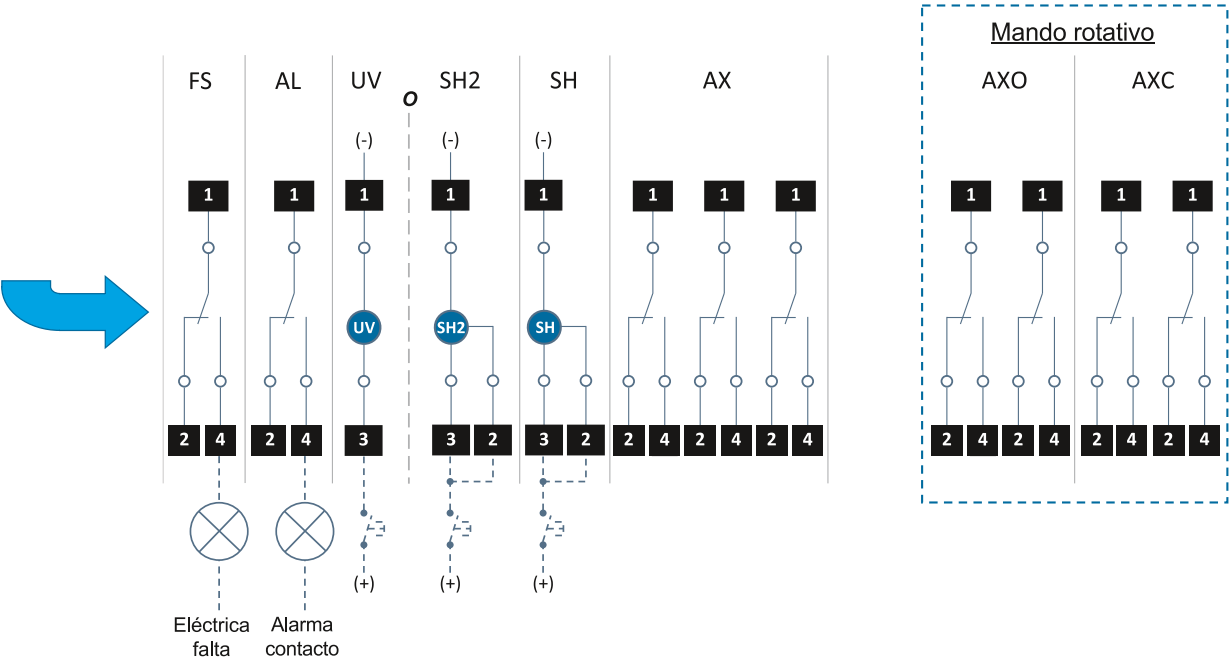 Mando rotativo
FS AL UV O SH2 SH AX AXO AXC
(-) (-) (-)
1 1 1 1 1 1 1 1 1 1 1 1
UV SH2 SH
2 4 2 4 3 3 2 3 2 2 4 2 4 2 4 2 4 2 4 2 4 2 4
(+) (+) (+)
Eléctrica Alarma
falta contacto